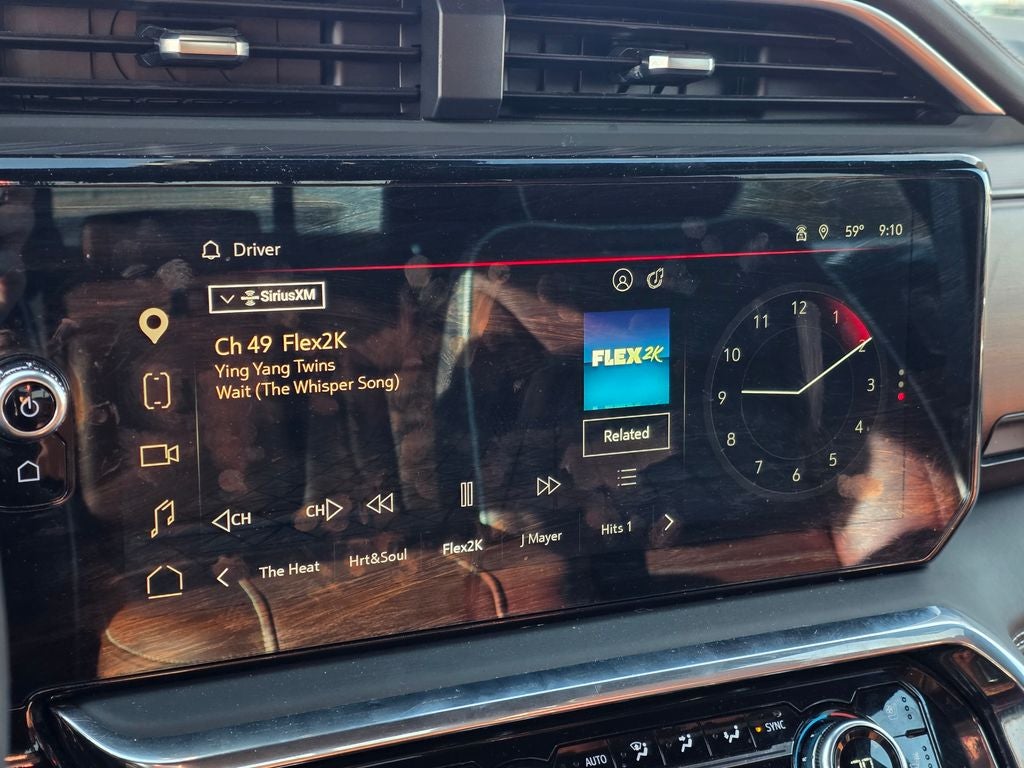 Driver
59° 9:10
SiriusXM
Ch 49 Flex2K
Ying Yang Twins
Wait (The Whisper Song)
FLEX2K
Related
12
1
2
3
4
5
6
7
8
9
10
11
CH
CH
The Heat
Hrt&Soul
Flex2K
J Mayer
Hits 1
AUTO
SYNC